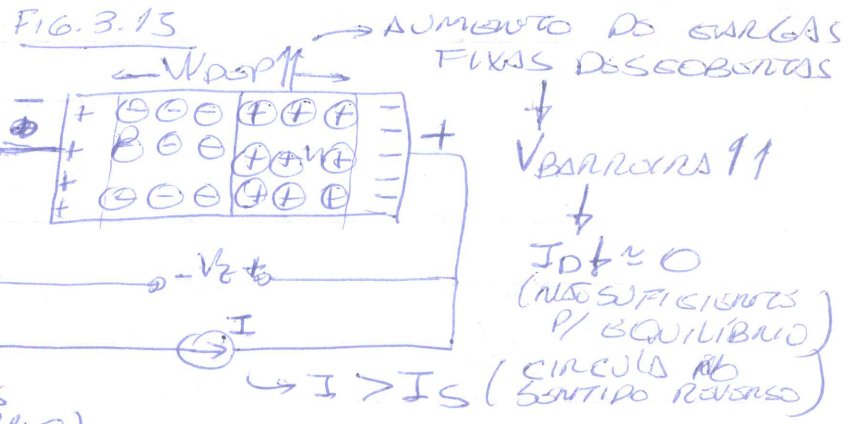 FIG. 3.15
→ AUMENTO DE CARGAS
FIXAS DESCOBERTAS
← WDEP↑↑ →
VBARREIRA ↑↑
- + ⊖ ⊖ ⊖ ⊕ ⊕ ⊕ - +
+ P ⊖ ⊖ ⊕ ⊕ N ⊕ -
+ ⊖ ⊖ ⊖ ⊕ ⊕ ⊕ -
ID↓ ≃ 0
(NÃO SUFICIENTE
P/ EQUILÍBRIO)
- VZ +
I
↳ I > IS (CIRCULA NO
SENTIDO REVERSO)